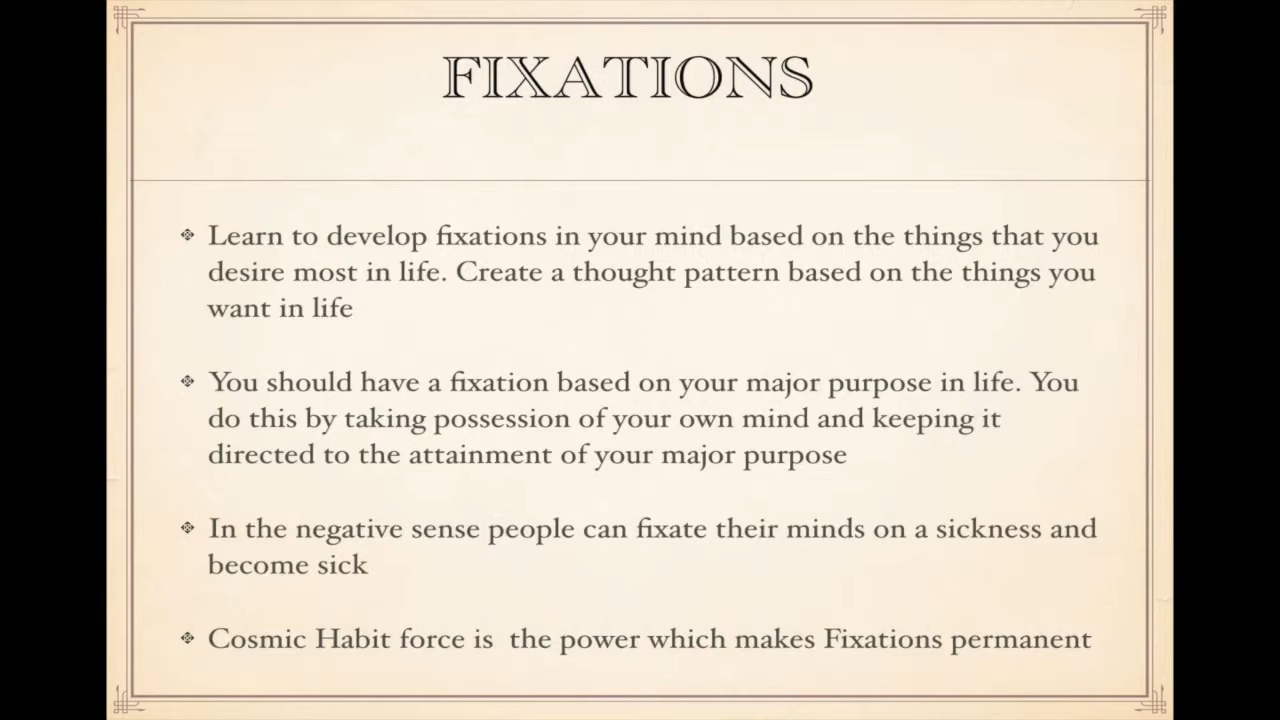 FIXATIONS
Learn to develop fixations in your mind based on the things that you
desire most in life. Create a thought pattern based on the things you
want in life
You should have a fixation based on your major purpose in life. You
do this by taking possession of your own mind and keeping it
directed to the attainment of your major purpose
In the negative sense people can fixate their minds on a sickness and
become sick
Cosmic Habit force is  the power which makes Fixations permanent